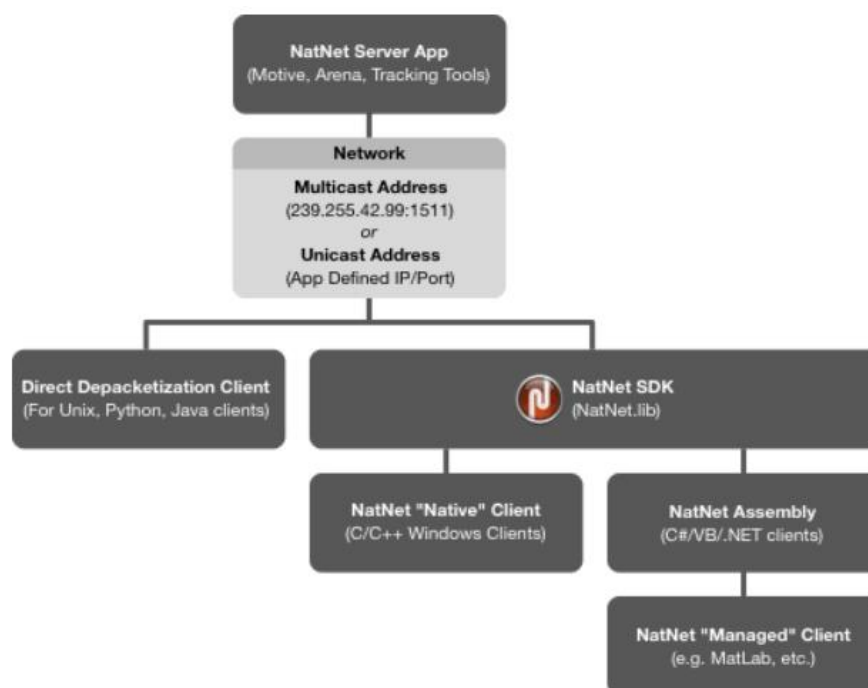 NatNet Server App
(Motive, Arena, Tracking Tools)
Network
Multicast Address
(239.255.42.99:1511)
or
Unicast Address
(App Defined IP/Port)
Direct Depacketization Client
(For Unix, Python, Java clients)
NatNet SDK
(NatNet.lib)
NatNet "Native" Client
(C/C++ Windows Clients)
NatNet Assembly
(C#/VB/.NET clients)
NatNet "Managed" Client
(e.g. MatLab, etc.)